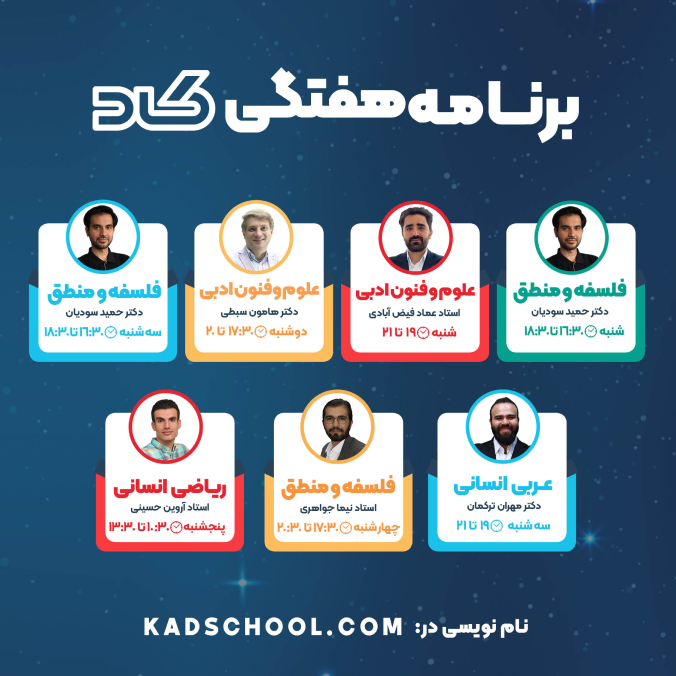 برنامه هفتگی کاد
فلسفه و منطق
دکتر حمید سودیان
شنبه ۱۶:۳۰ تا ۱۸:۳۰
علوم و فنون ادبی
استاد عماد فیض آبادی
شنبه ۱۹ تا ۲۱
علوم و فنون ادبی
دکتر هامون سبطی
دوشنبه ۱۷:۳۰ تا ۲۰
فلسفه و منطق
دکتر حمید سودیان
سه شنبه ۱۶:۳۰ تا ۱۸:۳۰
عربی انسانی
دکتر مهران ترکمان
سه شنبه ۱۹ تا ۲۱
فلسفه و منطق
استاد نیما جواهری
چهارشنبه ۱۷:۳۰ تا ۲۰:۳۰
ریاضی انسانی
استاد آروین حسینی
پنجشنبه ۱۰:۳۰ تا ۱۳:۳۰
نام نویسی در: KADSCHOOL.COM